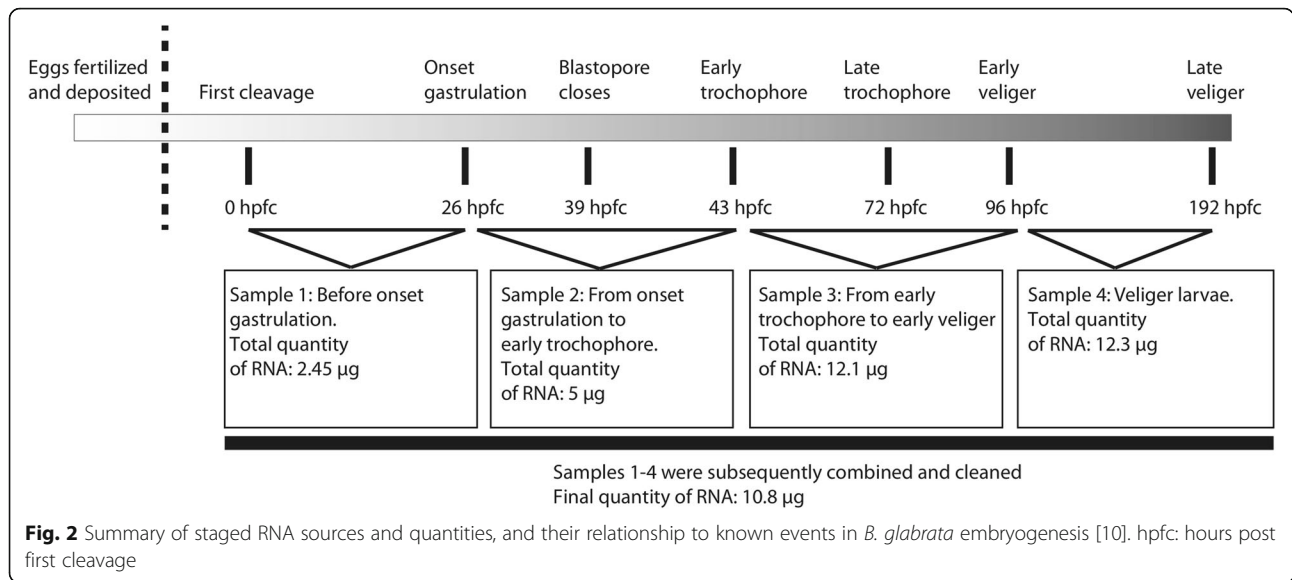 Eggs fertilized
and deposited
First cleavage
Onset
gastrulation
Blastopore
closes
Early
trochophore
Late
trochophore
Early
veliger
Late
veliger
0 hpfc
26 hpfc
39 hpfc
43 hpfc
72 hpfc
96 hpfc
192 hpfc
Sample 1: Before onset
gastrulation.
Total quantity
of RNA: 2.45 µg
Sample 2: From onset
gastrulation to
early trochophore.
Total quantity
of RNA: 5 µg
Sample 3: From early
trochophore to early veliger
Total quantity
of RNA: 12.1 µg
Sample 4: Veliger larvae.
Total quantity
of RNA: 12.3 µg
Samples 1-4 were subsequently combined and cleaned
Final quantity of RNA: 10.8 µg
Fig. 2 Summary of staged RNA sources and quantities, and their relationship to known events in B. glabrata embryogenesis [10]. hpfc: hours post
first cleavage